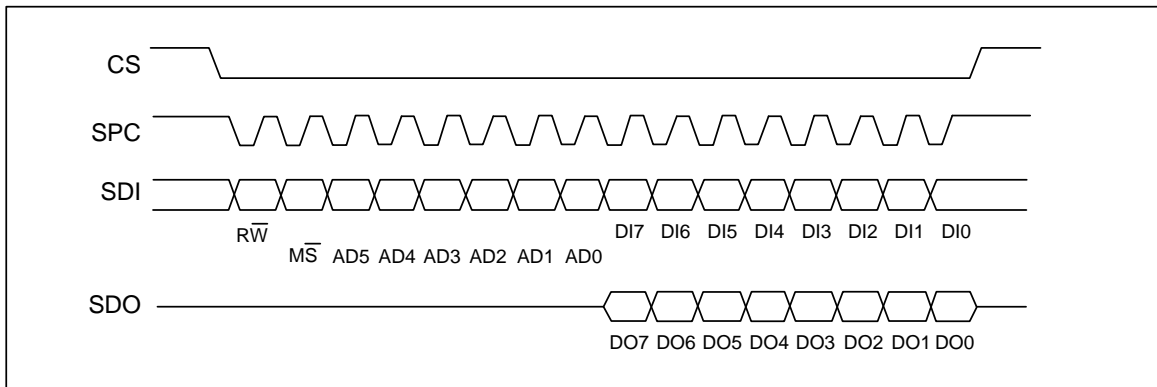 CS
SPC
SDI
RW̅ DI7 DI6 DI5 DI4 DI3 DI2 DI1 DI0
MS̅ AD5 AD4 AD3 AD2 AD1 AD0
SDO
DO7 DO6 DO5 DO4 DO3 DO2 DO1 DO0